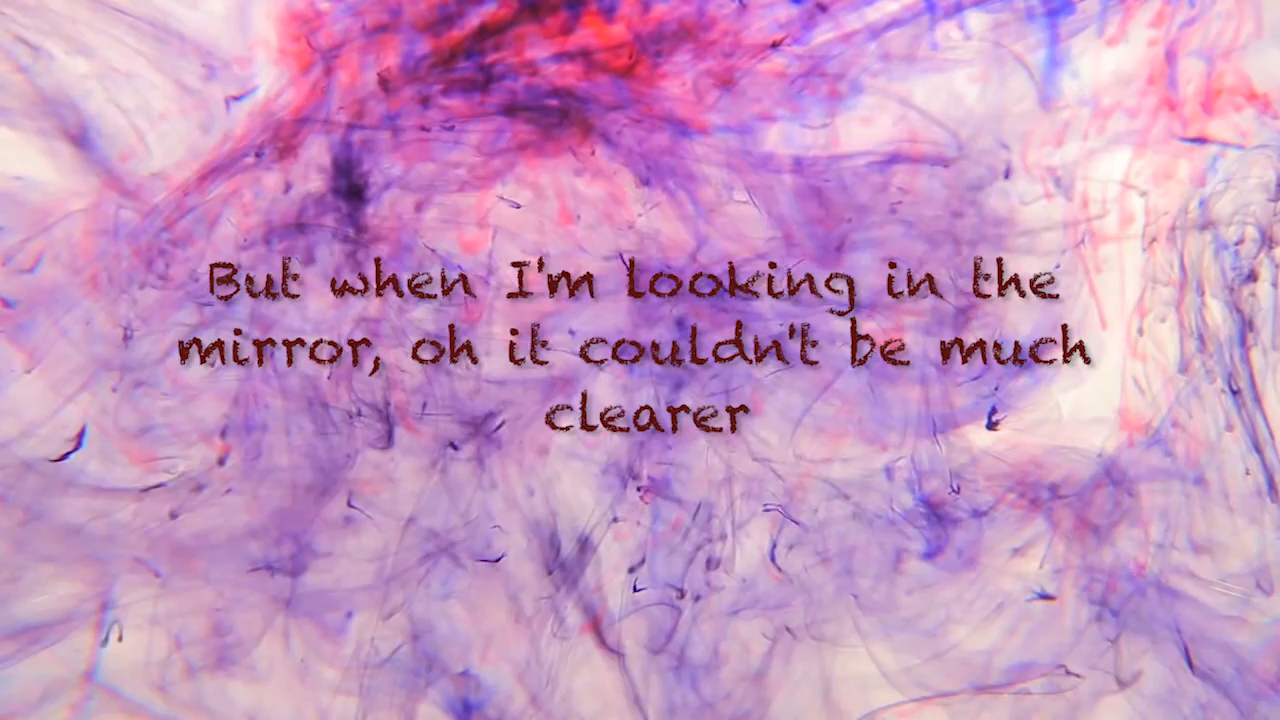 But when I'm looking in the
mirror, oh it couldn't be much
clearer